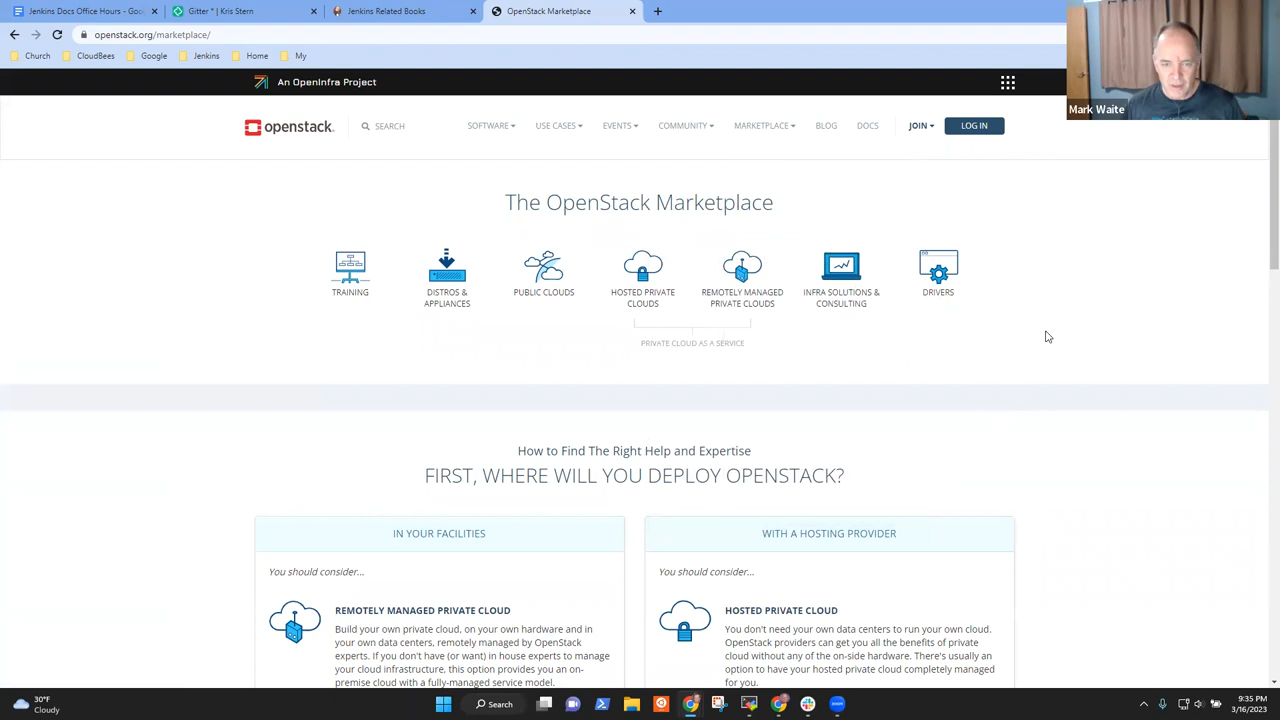 Jenkins Docs Office Hours - Goo
Gitter * | Kris Stern
Jenkins Related Books
OpenStack Marketplace
openstack.org/marketplace/
Church
CloudBees
Google
Jenkins
Home
My
An OpenInfra Project
openstack.
SEARCH
SOFTWARE
USE CASES
EVENTS
COMMUNITY
MARKETPLACE
BLOG
DOCS
JOIN
LOG IN
Mark Waite
The OpenStack Marketplace
TRAINING
DISTROS &
APPLIANCES
PUBLIC CLOUDS
HOSTED PRIVATE
CLOUDS
REMOTELY MANAGED
PRIVATE CLOUDS
INFRA SOLUTIONS &
CONSULTING
DRIVERS
PRIVATE CLOUD AS A SERVICE
How to Find The Right Help and Expertise
FIRST, WHERE WILL YOU DEPLOY OPENSTACK?
IN YOUR FACILITIES
You should consider...
REMOTELY MANAGED PRIVATE CLOUD
Build your own private cloud, on your own hardware and in
your own data centers, remotely managed by OpenStack
experts. If you don't have (or want) in house experts to manage
your cloud infrastructure, this option provides you an on-
premise cloud with a fully-managed service model.
WITH A HOSTING PROVIDER
You should consider...
HOSTED PRIVATE CLOUD
You don't need your own data centers to run your own cloud.
OpenStack providers can get you all the benefits of private
cloud without any of the on-side hardware. There's usually an
option to have your hosted private cloud completely managed
for you.
30°F
Cloudy
Search
9:35 PM
3/16/2023